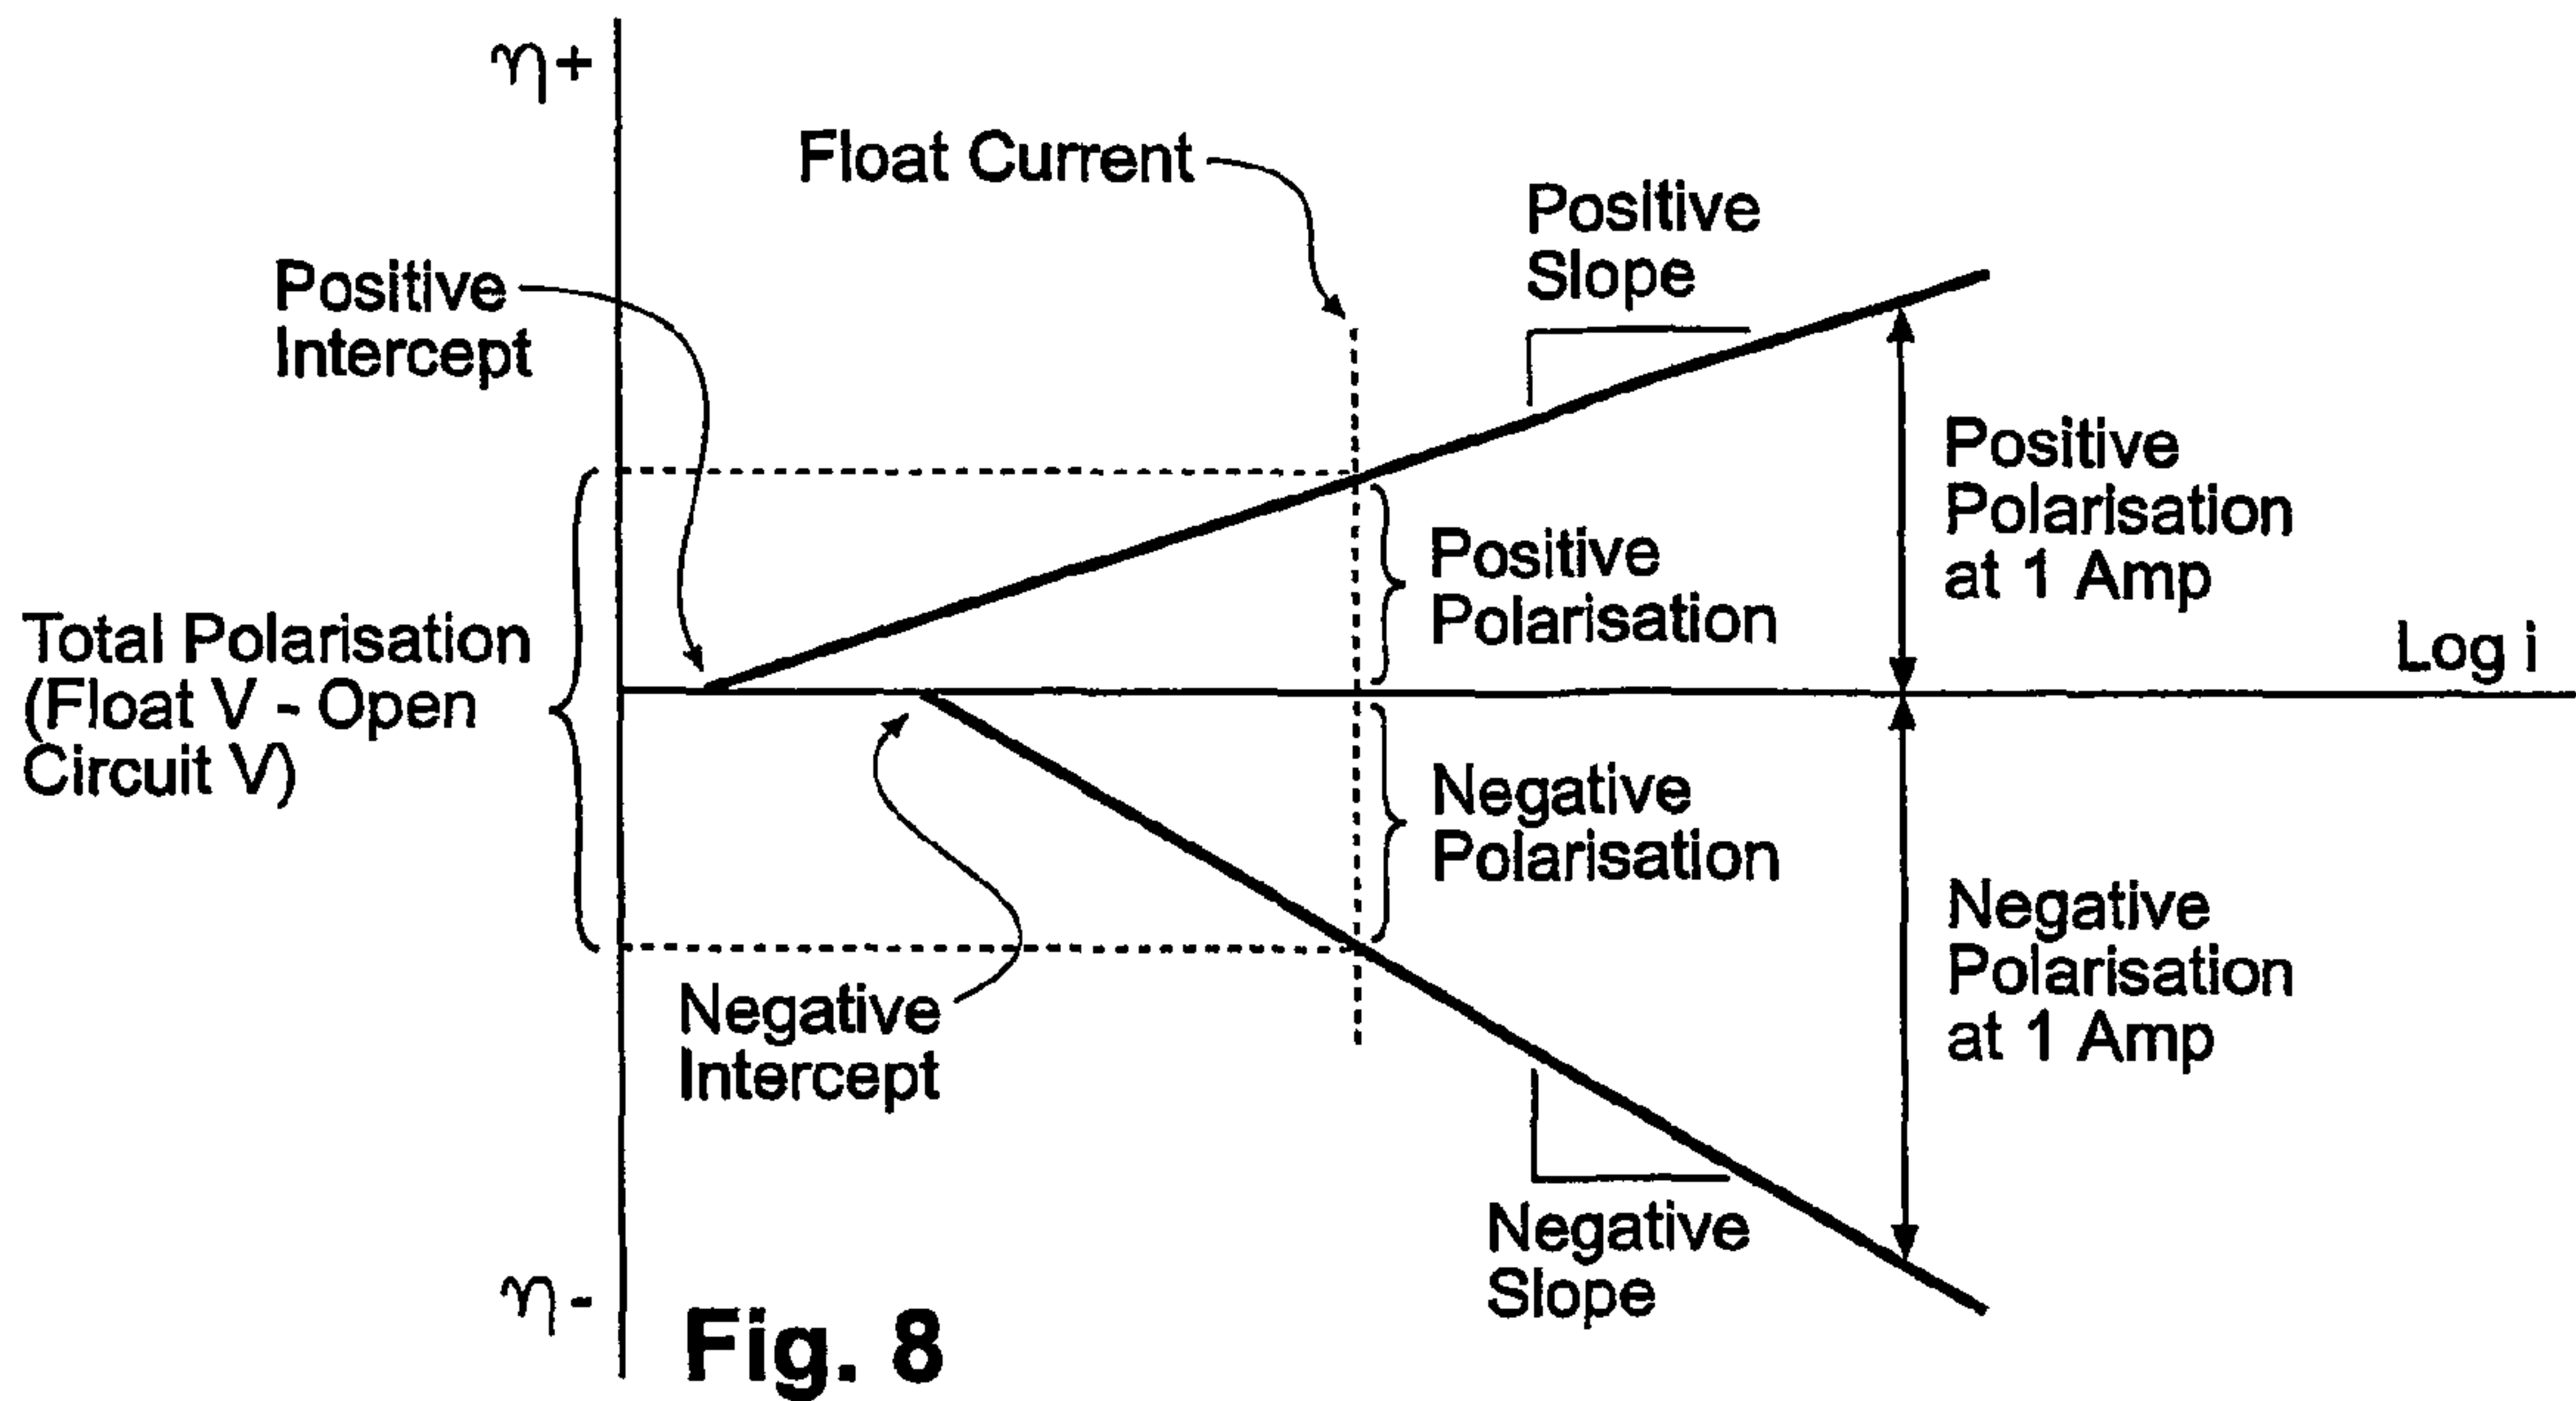 η+
Float Current
Positive
Slope
Positive
Intercept
Positive
Polarisation
at 1 Amp
Positive
Polarisation
Total Polarisation
(Float V - Open
Circuit V)
Log i
Negative
Polarisation
Negative
Polarisation
at 1 Amp
Negative
Intercept
Negative
Slope
η-
Fig. 8